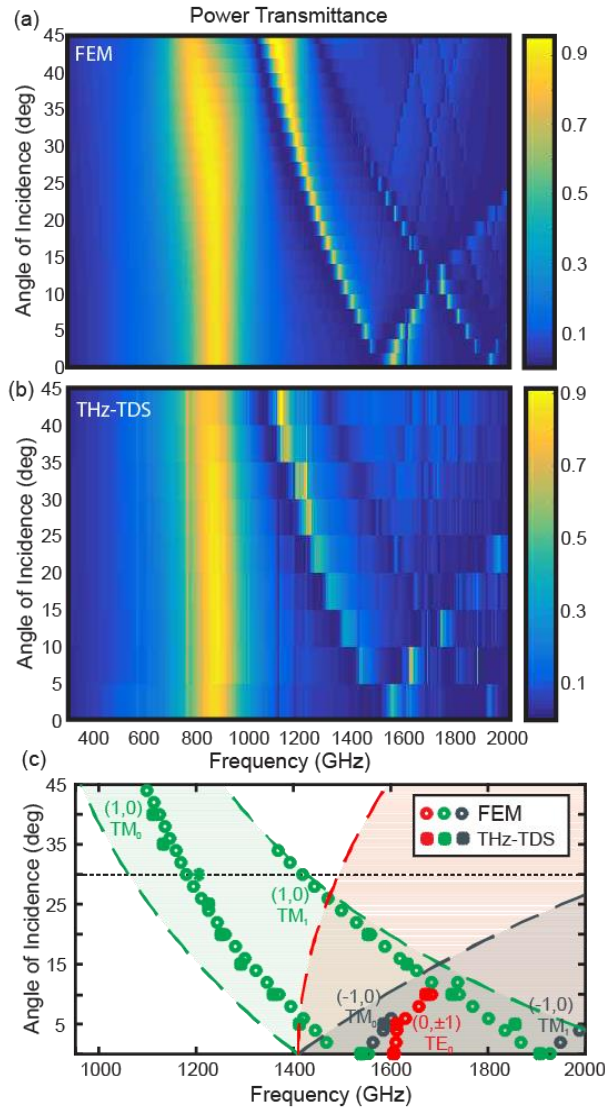 Power Transmittance
(a)
FEM
45
40
35
30
25
20
15
10
5
0
Angle of Incidence (deg)
0.9
0.7
0.5
0.3
0.1
(b)
THz-TDS
45
40
35
30
25
20
15
10
5
0
Angle of Incidence (deg)
0.9
0.7
0.5
0.3
0.1
400 600 800 1000 1200 1400 1600 1800 2000
Frequency (GHz)
(c)
45
35
25
15
5
Angle of Incidence (deg)
(1,0)
TM₀
FEM
THz-TDS
(1,0)
TM₁
(-1,0)
TM₀
(0,±1)
TE₀
(-1,0)
TM₁
1000 1200 1400 1600 1800 2000
Frequency (GHz)